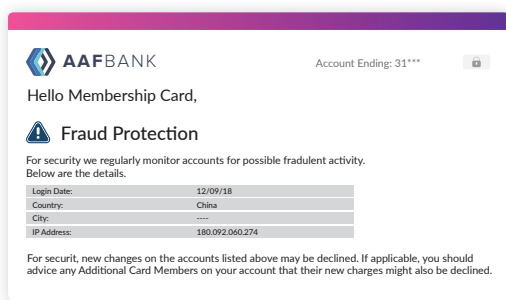 AAFBANK
Account Ending: 31***
Hello Membership Card,
Fraud Protection
For security we regularly monitor accounts for possible fradulent activity.
Below are the details.
Login Date: 12/09/18
Country: China
City: ----
IP Address: 180.092.060.274
For securit, new changes on the accounts listed above may be declined. If applicable, you should
advice any Additional Card Members on your account that their new charges might also be declined.